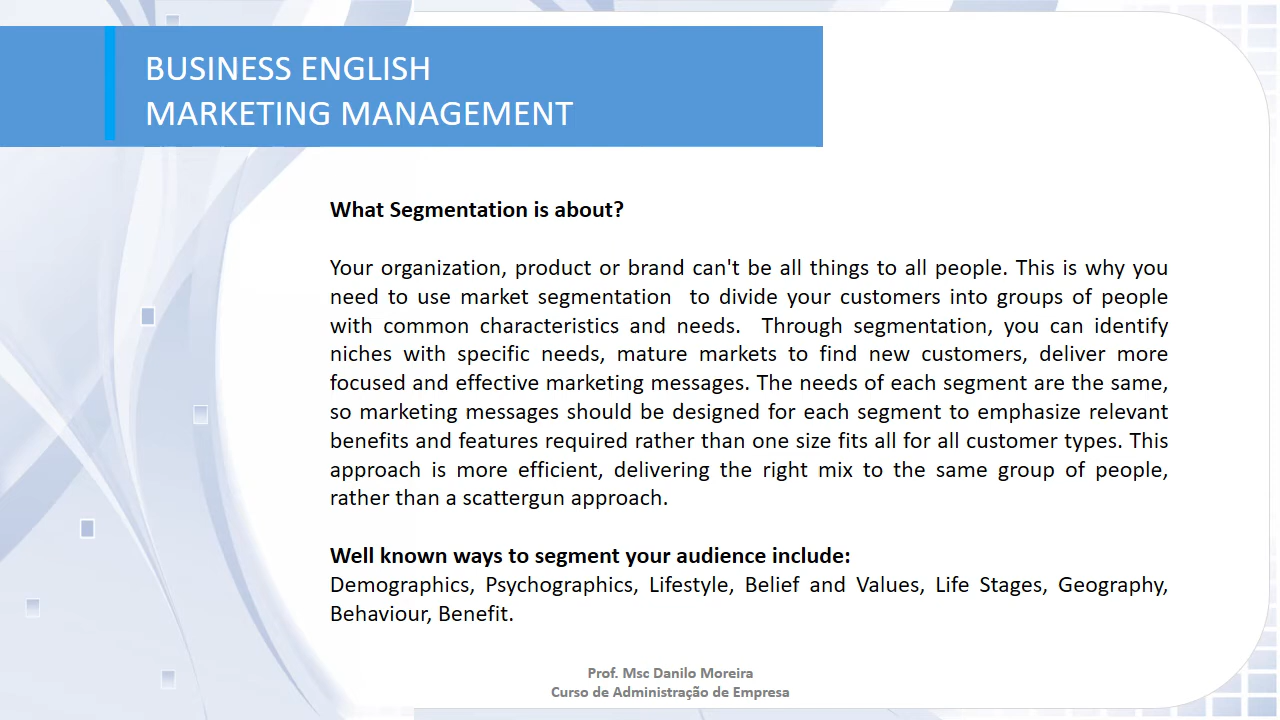 BUSINESS ENGLISH
MARKETING MANAGEMENT
What Segmentation is about?
Your organization, product or brand can't be all things to all people. This is why you
need to use market segmentation  to divide your customers into groups of people
with common characteristics and needs.  Through segmentation, you can identify
niches with specific needs, mature markets to find new customers, deliver more
focused and effective marketing messages. The needs of each segment are the same,
so marketing messages should be designed for each segment to emphasize relevant
benefits and features required rather than one size fits all for all customer types. This
approach is more efficient, delivering the right mix to the same group of people,
rather than a scattergun approach.
Well known ways to segment your audience include:
Demographics, Psychographics, Lifestyle, Belief and Values, Life Stages, Geography,
Behaviour, Benefit.
Prof. Msc Danilo Moreira
Curso de Administração de Empresa